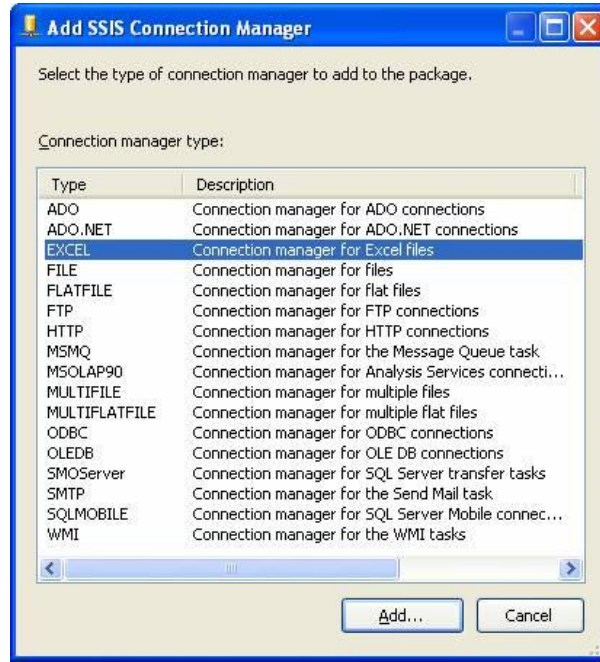 Add SSIS Connection Manager
Select the type of connection manager to add to the package.
Connection manager type:
Type Description
ADO Connection manager for ADO connections
ADO.NET Connection manager for ADO.NET connections
EXCEL Connection manager for Excel files
FILE Connection manager for files
FLATFILE Connection manager for flat files
FTP Connection manager for FTP connections
HTTP Connection manager for HTTP connections
MSMQ Connection manager for the Message Queue task
MSOLAP90 Connection manager for Analysis Services connecti...
MULTIFILE Connection manager for multiple files
MULTIFLATFILE Connection manager for multiple flat files
ODBC Connection manager for ODBC connections
OLEDB Connection manager for OLE DB connections
SMOServer Connection manager for SQL Server transfer tasks
SMTP Connection manager for the Send Mail task
SQLMOBILE Connection manager for SQL Server Mobile connec...
WMI Connection manager for the WMI tasks
Add... Cancel